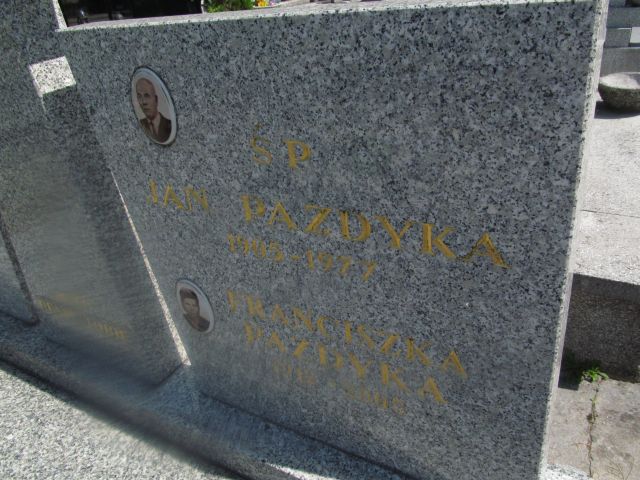 ŚP
JAN PAZDYKA
1905-1977
FRANCISZKA
PAZDYKA